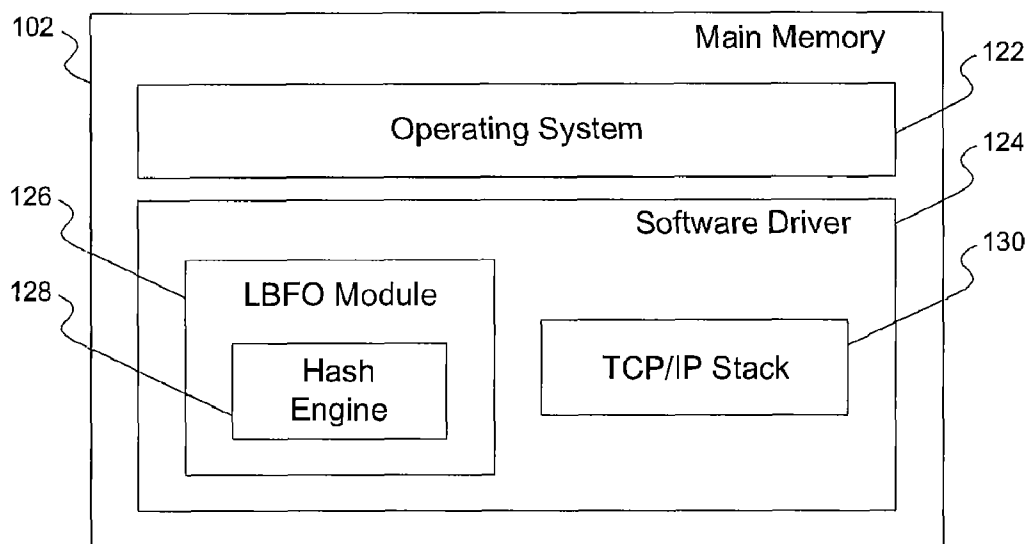 102
Main Memory
122
Operating System
124
126
Software Driver
130
LBFO Module
128
Hash
Engine
TCP/IP Stack